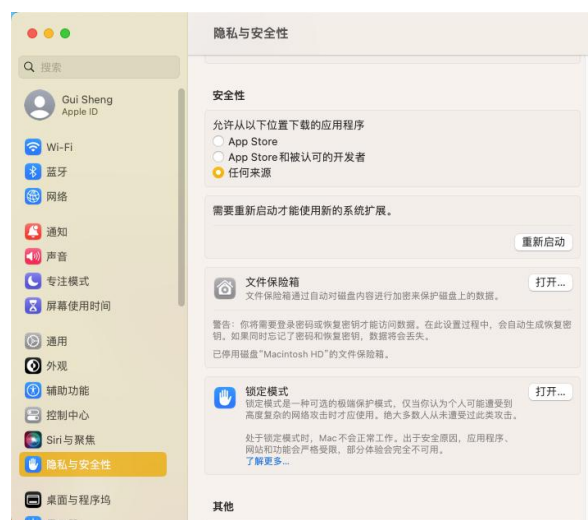 隐私与安全性
搜索
Gui Sheng
Apple ID
Wi-Fi
蓝牙
网络
通知
声音
专注模式
屏幕使用时间
通用
外观
辅助功能
控制中心
Siri与聚焦
隐私与安全性
桌面与程序坞
安全性
允许从以下位置下载的应用程序
App Store
App Store和被认可的开发者
任何来源
需要重新启动才能使用新的系统扩展。
重新启动
文件保险箱
打开...
文件保险箱通过自动对磁盘内容进行加密来保护磁盘上的数据。
警告：你将需要登录密码或恢复密钥才能访问数据。在此设置过程中，会自动生成恢复密
钥。如果同时忘记了密码和恢复密钥，数据将会丢失。
已停用磁盘“Macintosh HD”的文件保险箱。
锁定模式
打开...
锁定模式是一种可选的极端保护模式，仅当你认为个人可能遭受到
高度复杂的网络攻击时才应使用。绝大多数人从未遭受过此类攻击。
处于锁定模式时，Mac不会正常工作。出于安全原因，应用程序、
网站和功能会严格受限，部分体验会完全不可用。
了解更多...
其他